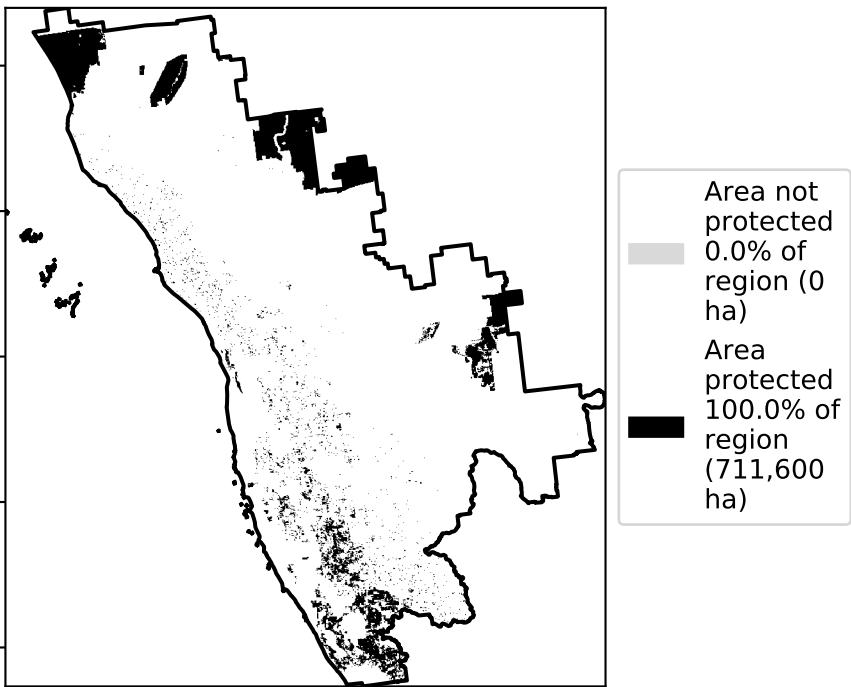 Area not
protected
0.0% of
region (0
ha)
Area
protected
100.0% of
region
(711,600
ha)